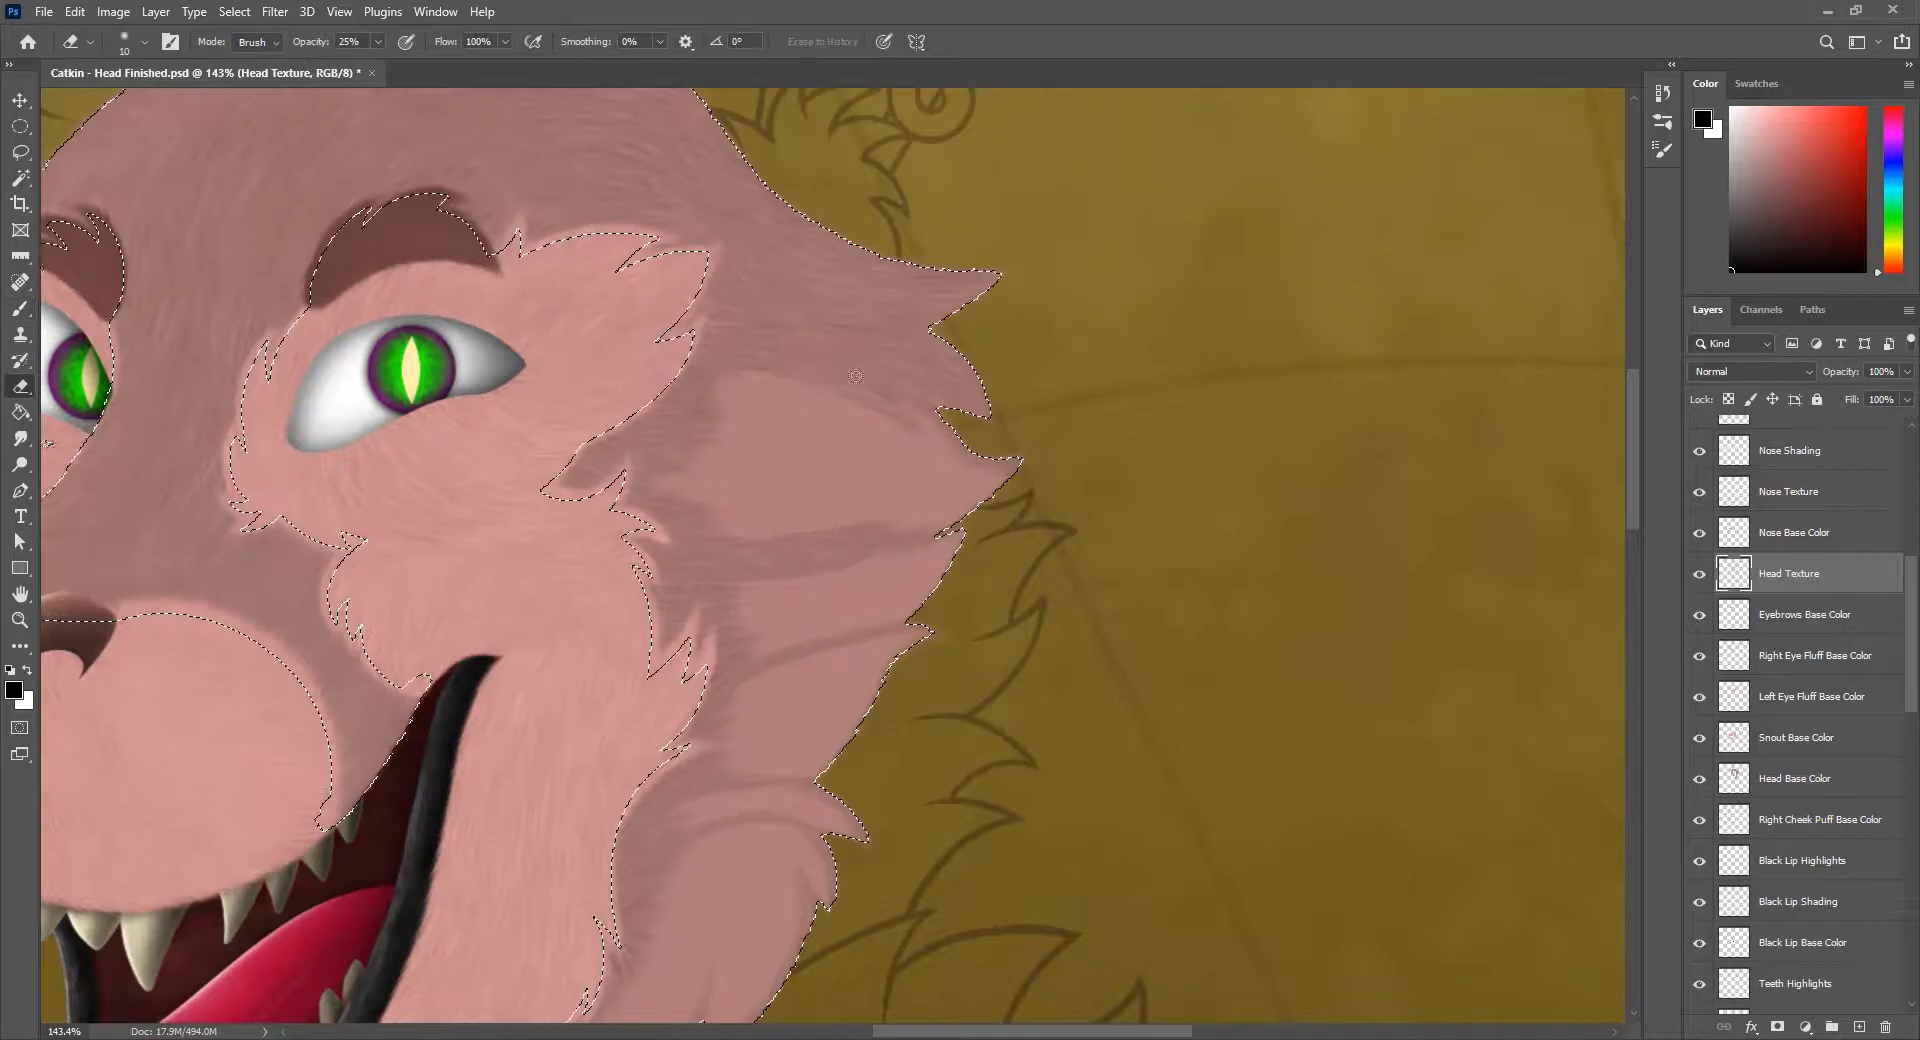 Ps File Edit Image Layer Type Select Filter 3D View Plugins Window Help
10 Mode: Brush Opacity: 25% Flow: 100% Smoothing: 0% 0° Erase to History
Catkin - Head Finished.psd @ 143% (Head Texture, RGB/8) * ×
Color Swatches
Layers Channels Paths
Kind
Normal Opacity: 100%
Lock: Fill: 100%
Nose Shading
Nose Texture
Nose Base Color
Head Texture
Eyebrows Base Color
Right Eye Fluff Base Color
Left Eye Fluff Base Color
Snout Base Color
Head Base Color
Right Cheek Puff Base Color
Black Lip Highlights
Black Lip Shading
Black Lip Base Color
Teeth Highlights
143.4% Doc: 17.9M/494.0M
fx